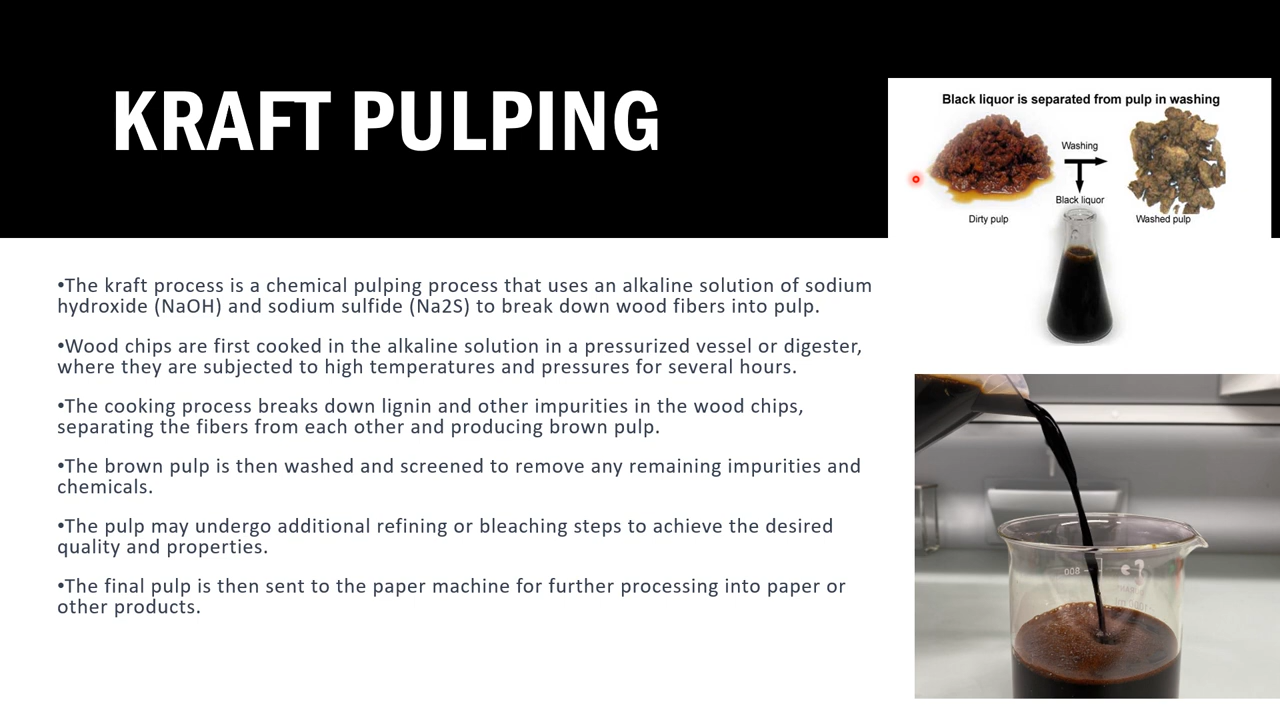 KRAFT PULPING
Black liquor is separated from pulp in washing
Washing
Black liquor
Dirty pulp
Washed pulp
•The kraft process is a chemical pulping process that uses an alkaline solution of sodium
hydroxide (NaOH) and sodium sulfide (Na2S) to break down wood fibers into pulp.
•Wood chips are first cooked in the alkaline solution in a pressurized vessel or digester,
where they are subjected to high temperatures and pressures for several hours.
•The cooking process breaks down lignin and other impurities in the wood chips,
separating the fibers from each other and producing brown pulp.
•The brown pulp is then washed and screened to remove any remaining impurities and
chemicals.
•The pulp may undergo additional refining or bleaching steps to achieve the desired
quality and properties.
•The final pulp is then sent to the paper machine for further processing into paper or
other products.
800